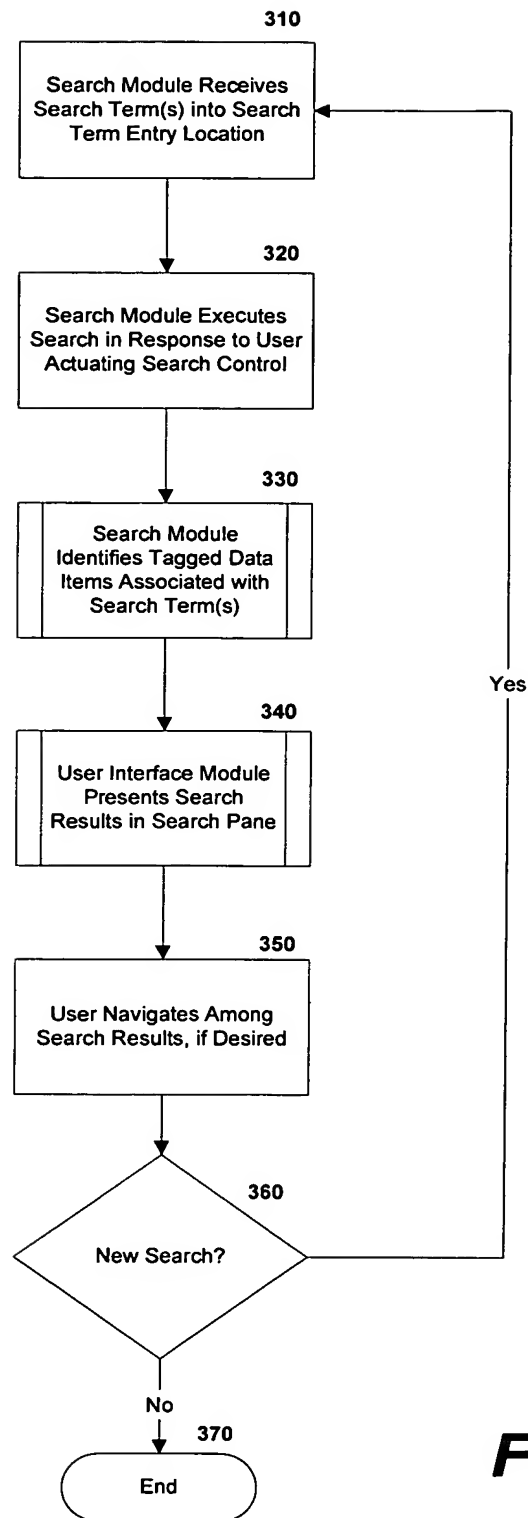 310
Search Module Receives
Search Term(s) into Search
Term Entry Location
320
Search Module Executes
Search in Response to User
Actuating Search Control
330
Search Module
Identifies Tagged Data
Items Associated with
Search Term(s)
Yes
340
User Interface Module
Presents Search
Results in Search Pane
350
User Navigates Among
Search Results, if Desired
360
New Search?
No
370
End
F